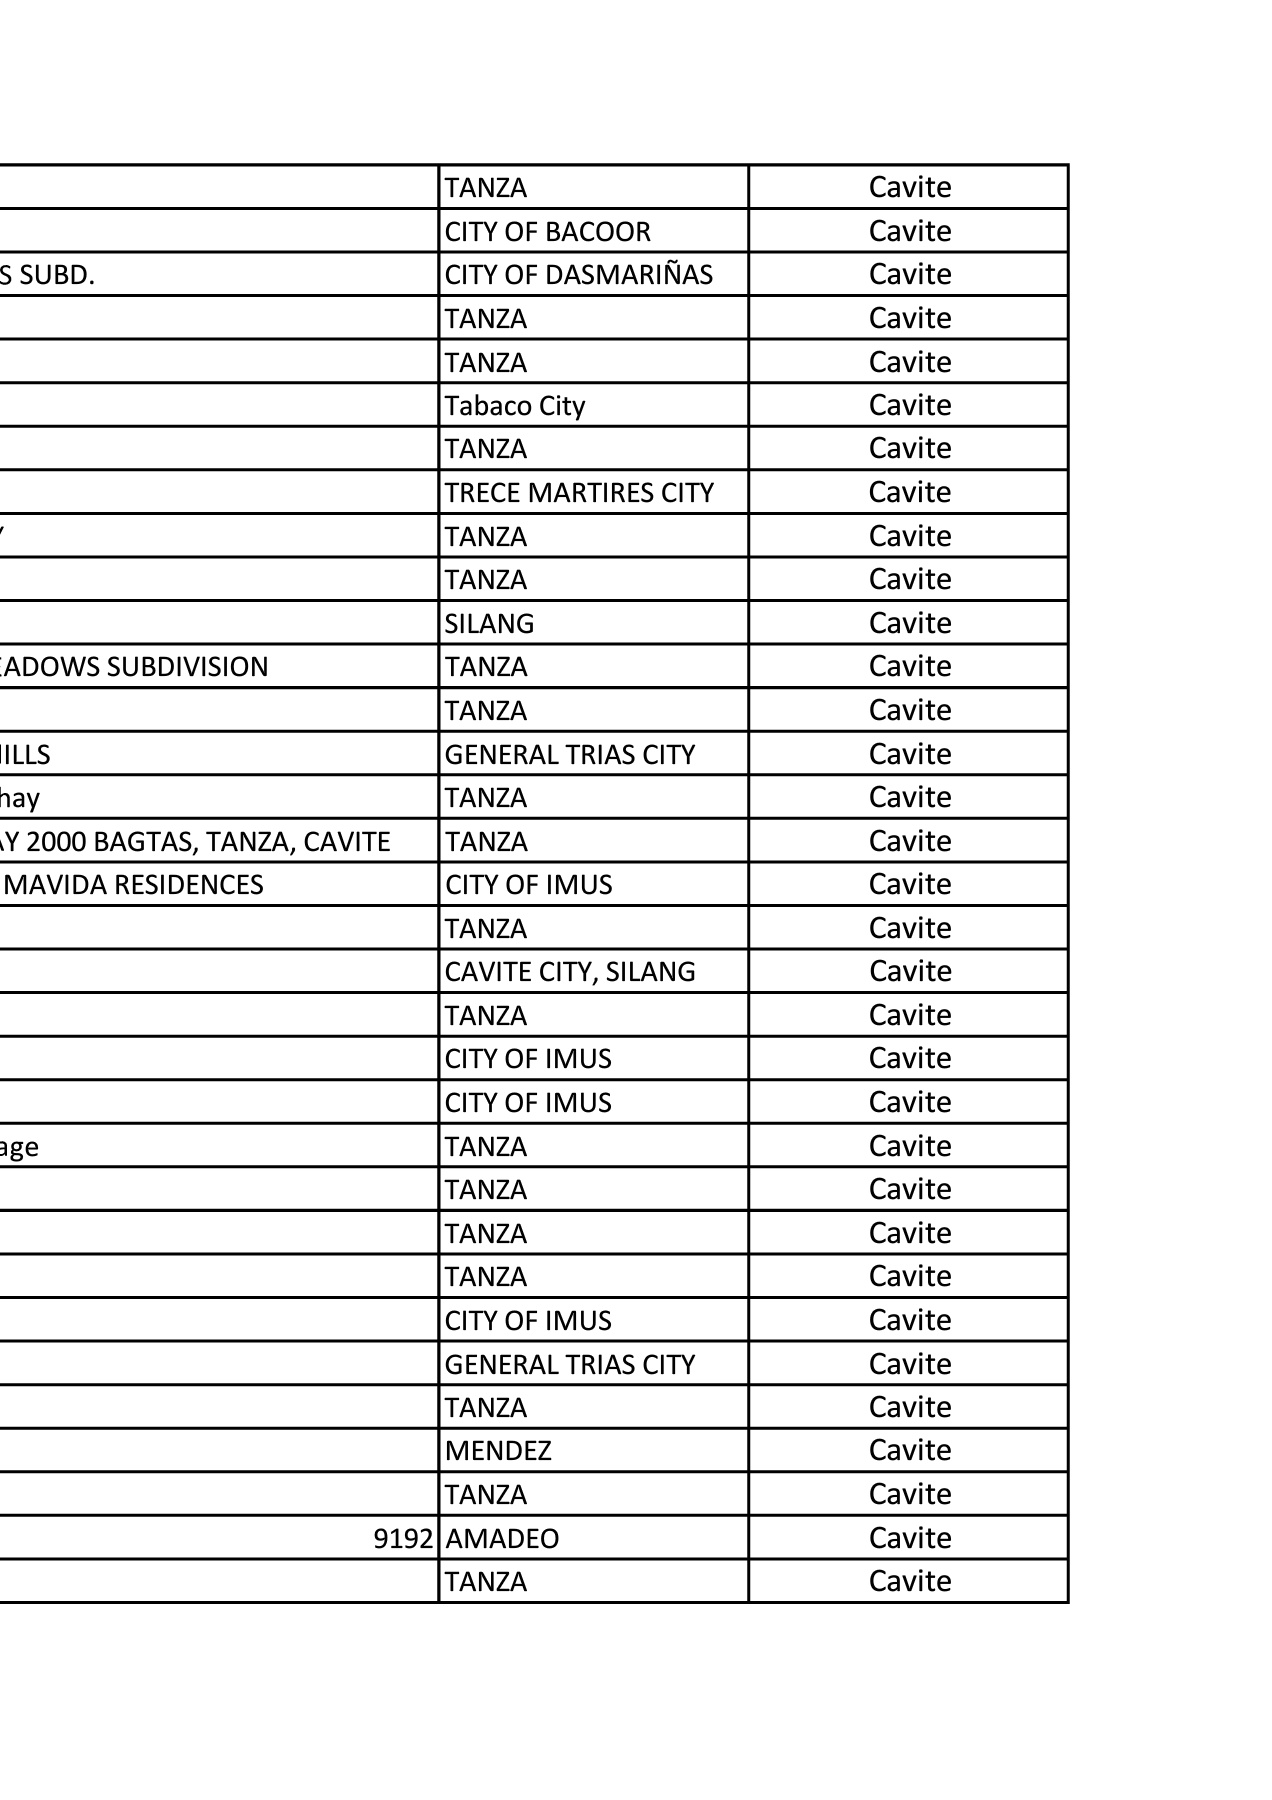 TANZA Cavite
CITY OF BACOOR Cavite
S SUBD. CITY OF DASMARIÑAS Cavite
TANZA Cavite
TANZA Cavite
Tabaco City Cavite
TANZA Cavite
TRECE MARTIRES CITY Cavite
TANZA Cavite
TANZA Cavite
SILANG Cavite
EADOWS SUBDIVISION TANZA Cavite
TANZA Cavite
HILLS GENERAL TRIAS CITY Cavite
hay TANZA Cavite
AY 2000 BAGTAS, TANZA, CAVITE TANZA Cavite
MAVIDA RESIDENCES CITY OF IMUS Cavite
TANZA Cavite
CAVITE CITY, SILANG Cavite
TANZA Cavite
CITY OF IMUS Cavite
CITY OF IMUS Cavite
age TANZA Cavite
TANZA Cavite
TANZA Cavite
TANZA Cavite
CITY OF IMUS Cavite
GENERAL TRIAS CITY Cavite
TANZA Cavite
MENDEZ Cavite
TANZA Cavite
9192 AMADEO Cavite
TANZA Cavite